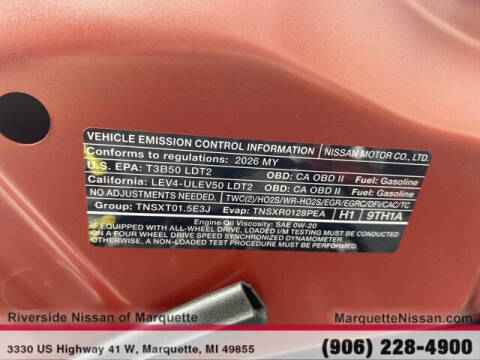 VEHICLE EMISSION CONTROL INFORMATION NISSAN MOTOR CO., LTD.
Conforms to regulations: 2026 MY
U.S. EPA: T3B50 LDT2 OBD: CA OBD II Fuel: Gasoline
California: LEV4-ULEV50 LDT2 OBD: CA OBD II Fuel: Gasoline
NO ADJUSTMENTS NEEDED. TWC(2)/HO2S/WR-HO2S/EGR/EGRC/DFI/CAC/TC
Group: TNSXT01.5E3J Evap: TNSXR0128PEA H1 9TH1A
Engine Oil Viscosity: SAE 0W-20
IF EQUIPPED WITH ALL-WHEEL DRIVE, LOADED I/M TESTING MUST BE CONDUCTED
ON A FOUR WHEEL DRIVE SPEED SYNCHRONIZED DYNAMOMETER.
OTHERWISE, A NON-LOADED TEST PROCEDURE MUST BE PERFORMED.
Riverside Nissan of Marquette MarquetteNissan.com
3330 US Highway 41 W, Marquette, MI 49855 (906) 228-4900